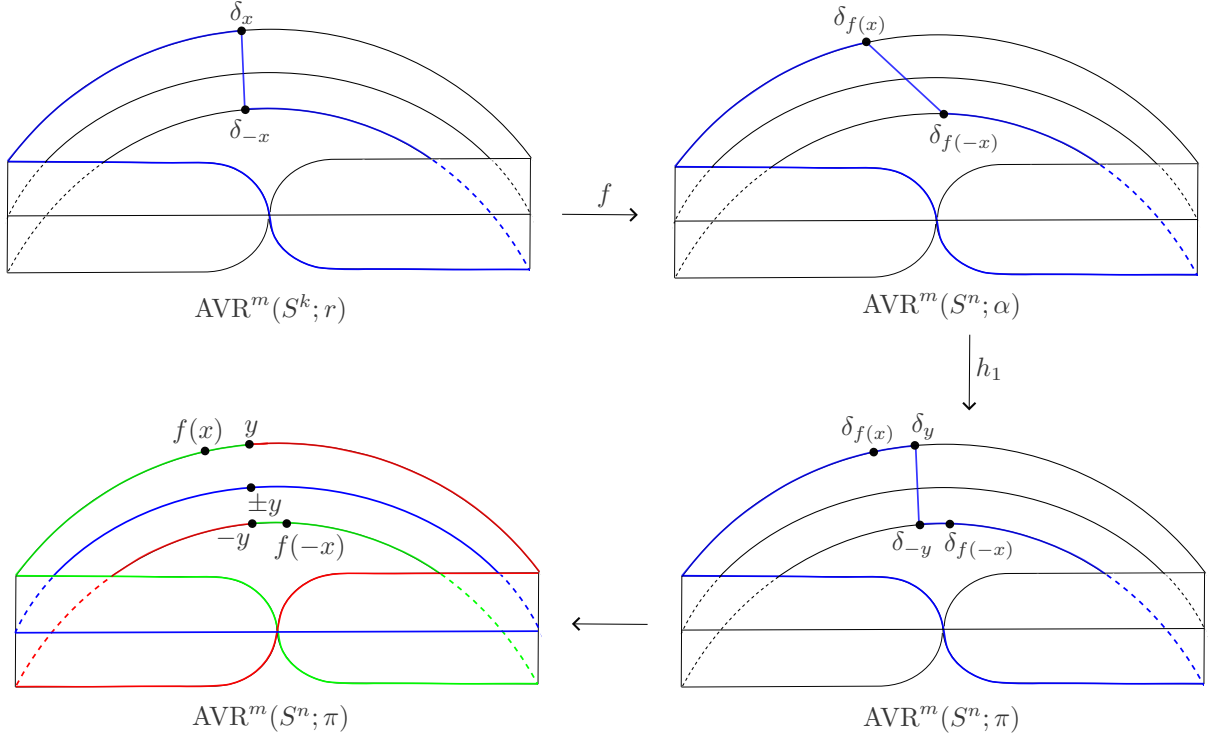 δ_x
δ_{−x}
AVR^m(S^k; r)
f
δ_{f(x)}
δ_{f(−x)}
AVR^m(S^n; α)
h_1
f(x)
y
±y
−y
f(−x)
AVR^m(S^n; π)
δ_{f(x)}
δ_y
δ_{−y}
δ_{f(−x)}
AVR^m(S^n; π)